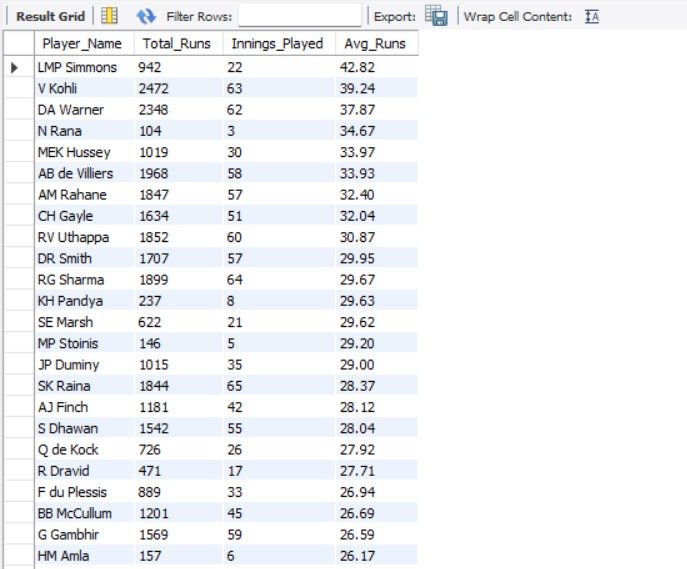 Result Grid Filter Rows: Export: Wrap Cell Content:
Player_Name Total_Runs Innings_Played Avg_Runs
LMP Simmons 942 22 42.82
V Kohli 2472 63 39.24
DA Warner 2348 62 37.87
N Rana 104 3 34.67
MEK Hussey 1019 30 33.97
AB de Villiers 1968 58 33.93
AM Rahane 1847 57 32.40
CH Gayle 1634 51 32.04
RV Uthappa 1852 60 30.87
DR Smith 1707 57 29.95
RG Sharma 1899 64 29.67
KH Pandya 237 8 29.63
SE Marsh 622 21 29.62
MP Stoinis 146 5 29.20
JP Duminy 1015 35 29.00
SK Raina 1844 65 28.37
AJ Finch 1181 42 28.12
S Dhawan 1542 55 28.04
Q de Kock 726 26 27.92
R Dravid 471 17 27.71
F du Plessis 889 33 26.94
BB McCullum 1201 45 26.69
G Gambhir 1569 59 26.59
HM Amla 157 6 26.17